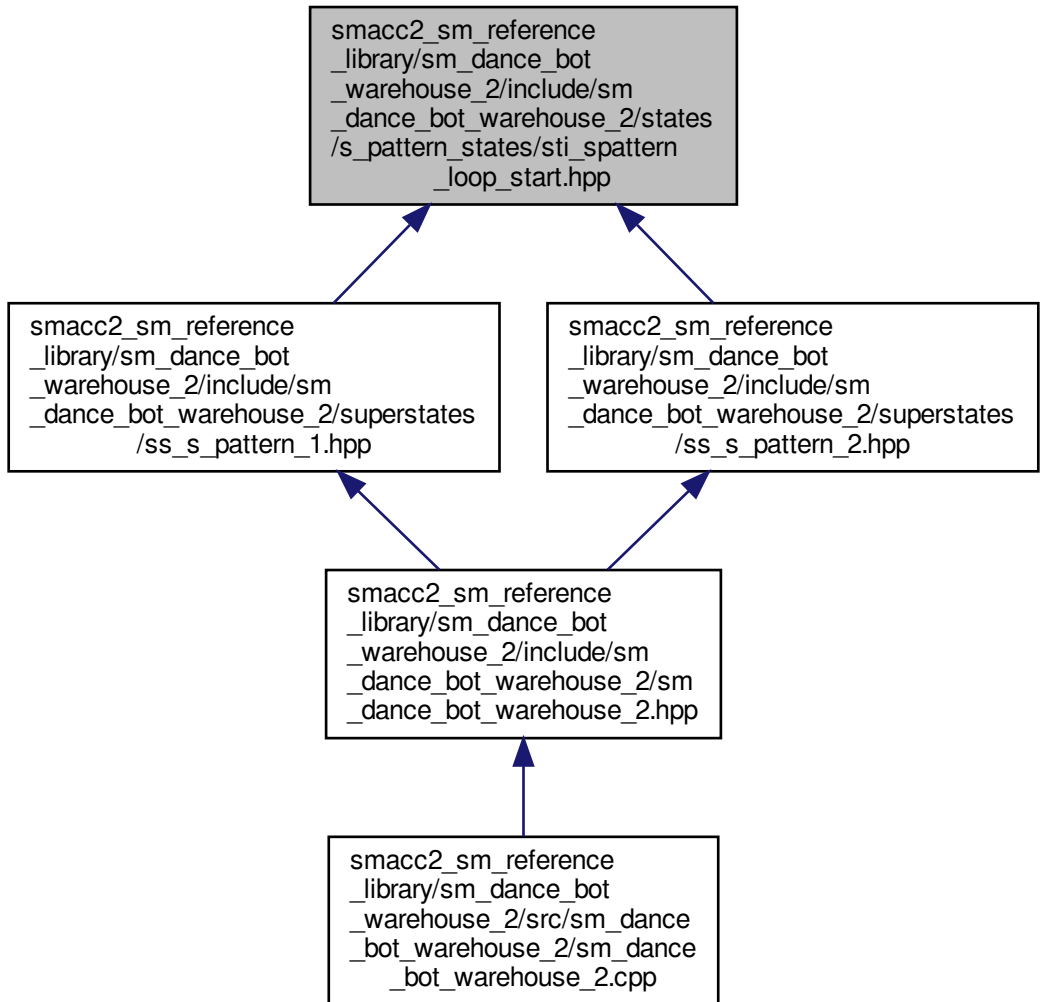 smacc2_sm_reference
_library/sm_dance_bot
_warehouse_2/include/sm
_dance_bot_warehouse_2/states
/s_pattern_states/sti_spattern
_loop_start.hpp
smacc2_sm_reference
_library/sm_dance_bot
_warehouse_2/include/sm
_dance_bot_warehouse_2/superstates
/ss_s_pattern_1.hpp
smacc2_sm_reference
_library/sm_dance_bot
_warehouse_2/include/sm
_dance_bot_warehouse_2/superstates
/ss_s_pattern_2.hpp
smacc2_sm_reference
_library/sm_dance_bot
_warehouse_2/include/sm
_dance_bot_warehouse_2/sm
_dance_bot_warehouse_2.hpp
smacc2_sm_reference
_library/sm_dance_bot
_warehouse_2/src/sm_dance
_bot_warehouse_2/sm_dance
_bot_warehouse_2.cpp